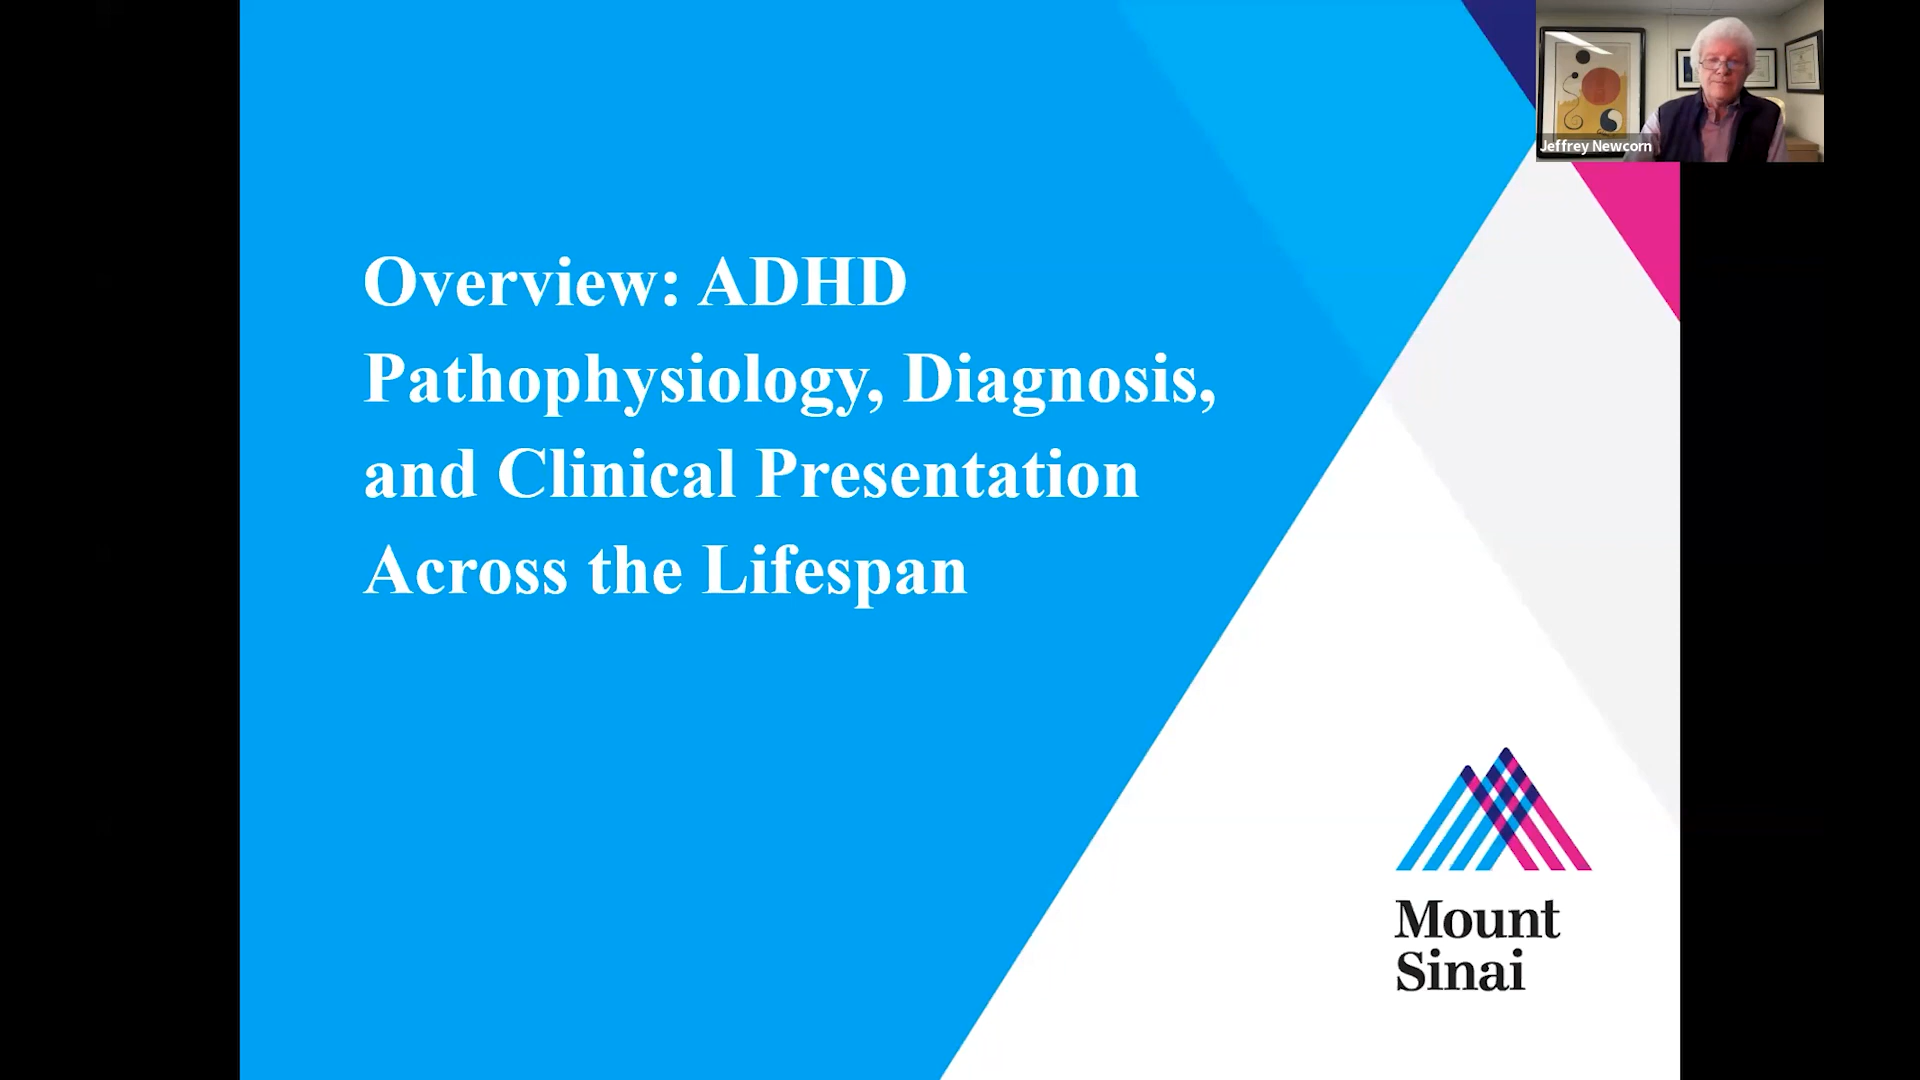 Jeffrey Newcorn
Overview: ADHD
Pathophysiology, Diagnosis,
and Clinical Presentation
Across the Lifespan
Mount
Sinai